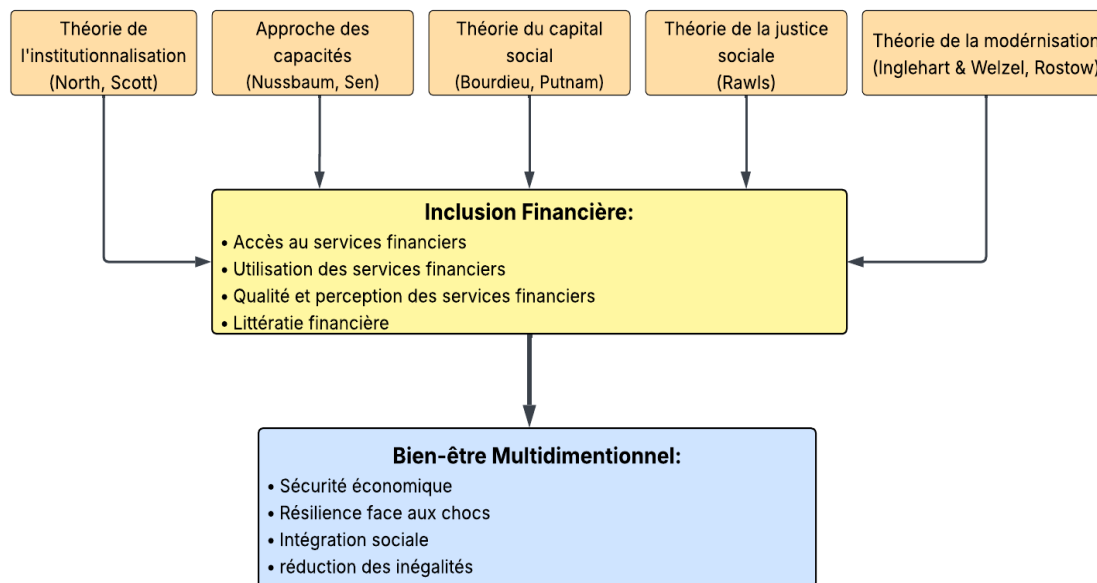 Théorie de
l'institutionnalisation
(North, Scott)
Approche des
capacités
(Nussbaum, Sen)
Théorie du capital
social
(Bourdieu, Putnam)
Théorie de la justice
sociale
(Rawls)
Théorie de la modérnisation
(Inglehart & Welzel, Rostow)
Inclusion Financière:
• Accès au services financiers
• Utilisation des services financiers
• Qualité et perception des services financiers
• Littératie financière
Bien-être Multidimentionnel:
• Sécurité économique
• Résilience face aux chocs
• Intégration sociale
• réduction des inégalités